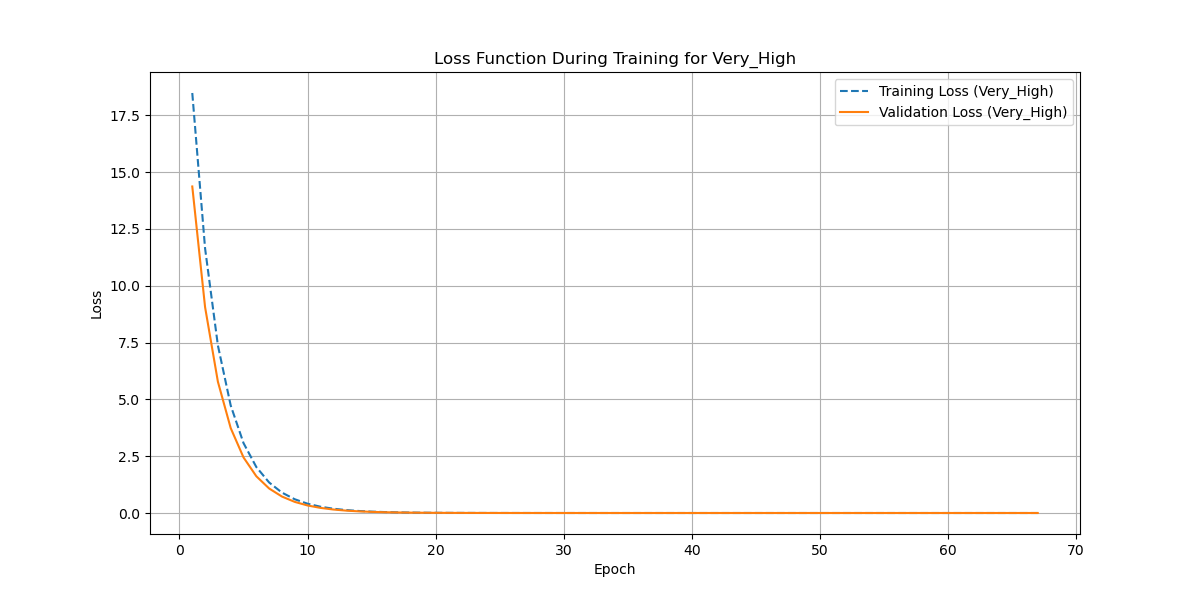 Loss Function During Training for Very_High
Training Loss (Very_High)
Validation Loss (Very_High)
Loss
17.5
15.0
12.5
10.0
7.5
5.0
2.5
0.0
0 10 20 30 40 50 60 70
Epoch